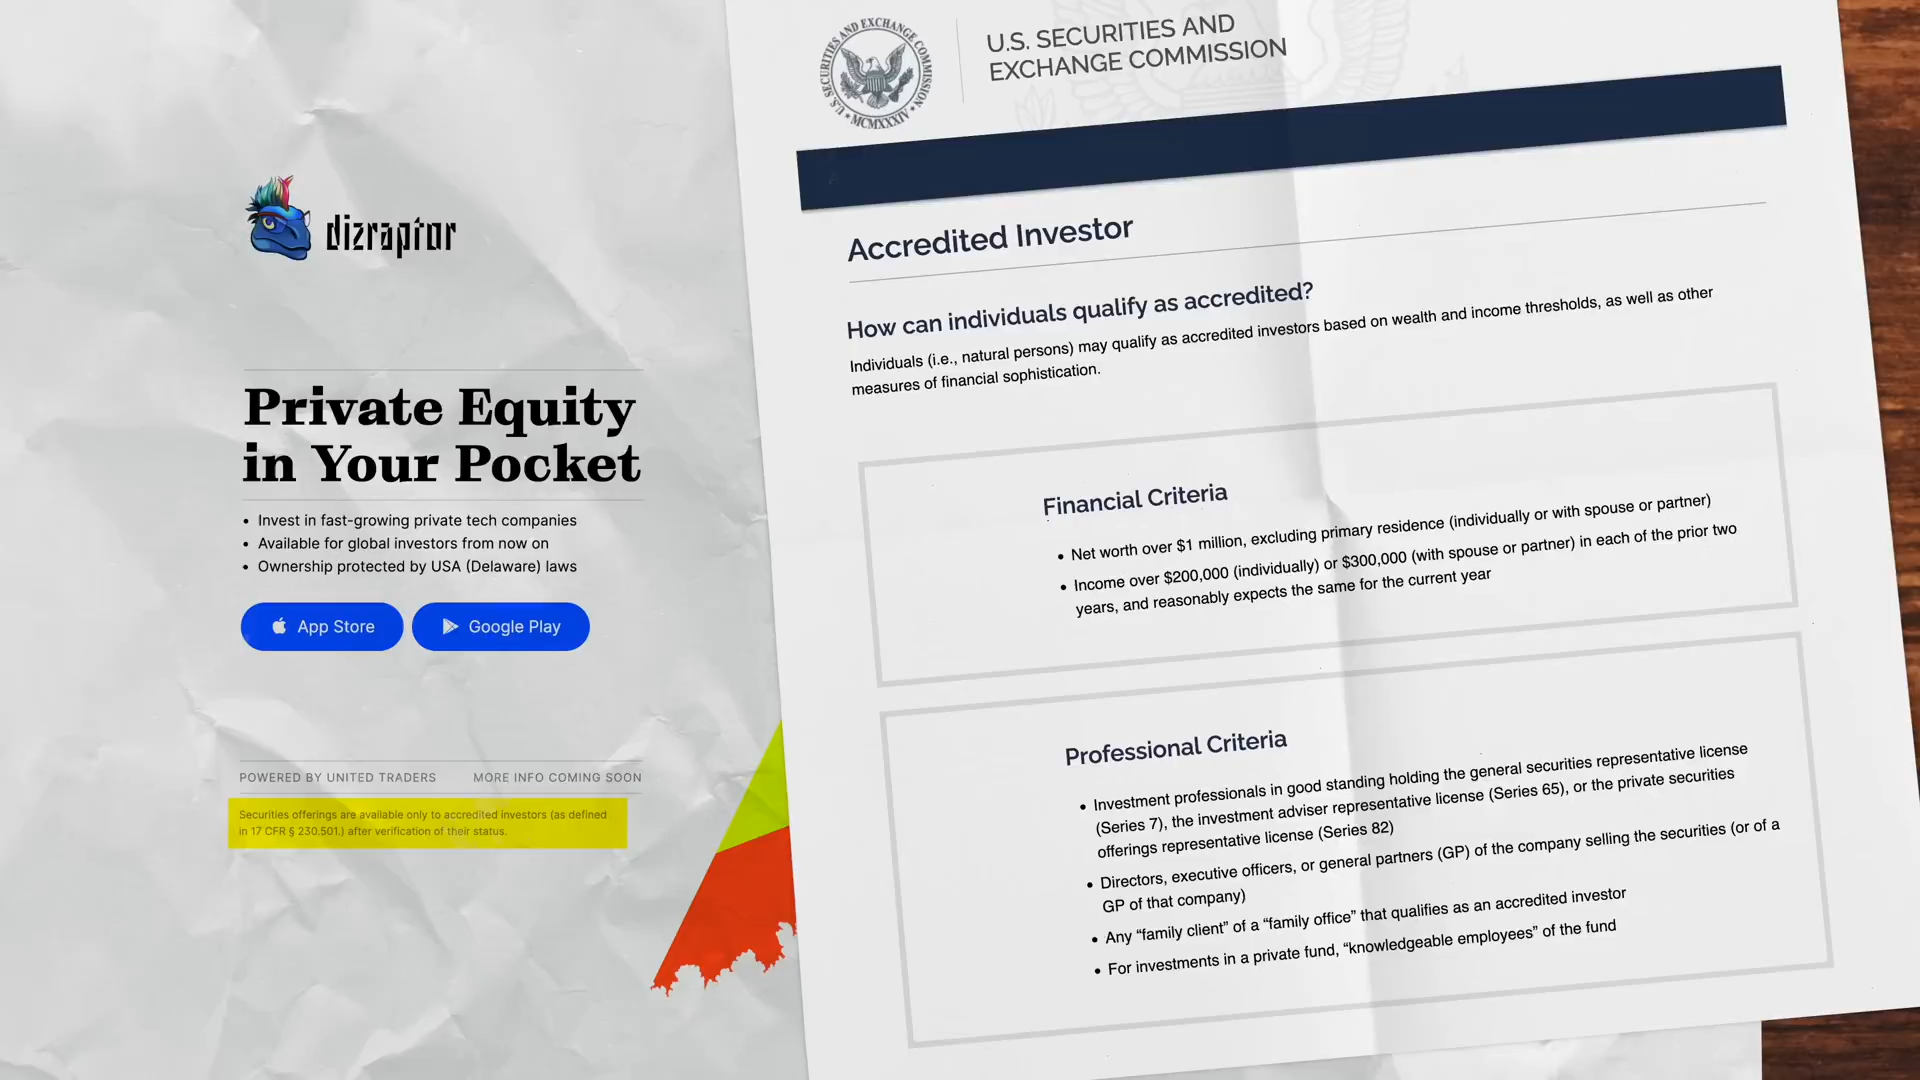 dizraptor
Private Equity
in Your Pocket
• Invest in fast-growing private tech companies
• Available for global investors from now on
• Ownership protected by USA (Delaware) laws
App Store
Google Play
POWERED BY UNITED TRADERS
MORE INFO COMING SOON
Securities offerings are available only to accredited investors (as defined
in 17 CFR § 230.501.) after verification of their status.
U.S. SECURITIES AND EXCHANGE COMMISSION
MCMXXXIV
U.S. SECURITIES AND
EXCHANGE COMMISSION
Accredited Investor
How can individuals qualify as accredited?
Individuals (i.e., natural persons) may qualify as accredited investors based on wealth and income thresholds, as well as other
measures of financial sophistication.
Financial Criteria
• Net worth over $1 million, excluding primary residence (individually or with spouse or partner)
• Income over $200,000 (individually) or $300,000 (with spouse or partner) in each of the prior two
years, and reasonably expects the same for the current year
Professional Criteria
• Investment professionals in good standing holding the general securities representative license
(Series 7), the investment adviser representative license (Series 65), or the private securities
offerings representative license (Series 82)
• Directors, executive officers, or general partners (GP) of the company selling the securities (or of a
GP of that company)
• Any “family client” of a “family office” that qualifies as an accredited investor
• For investments in a private fund, “knowledgeable employees” of the fund